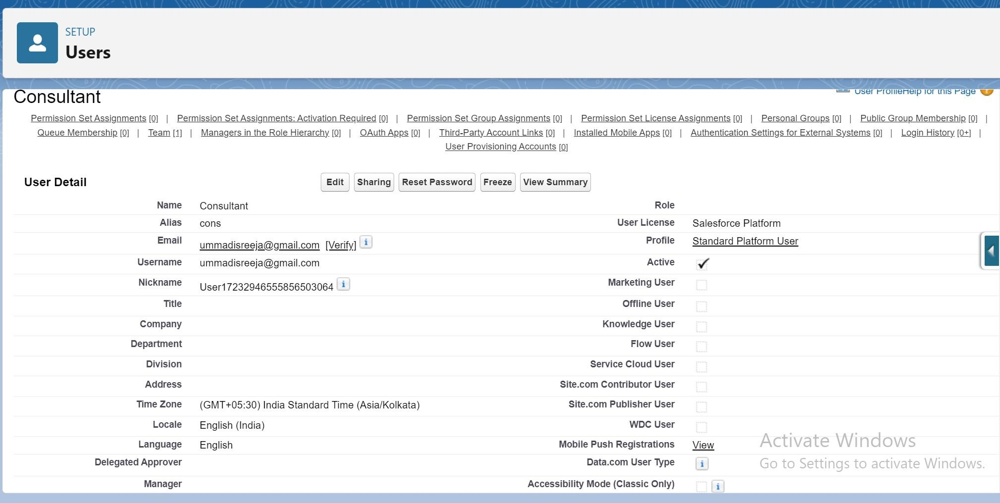 SETUP
Users
Consultant
User ProfileHelp for this Page
Permission Set Assignments [0] | Permission Set Assignments: Activation Required [0] | Permission Set Group Assignments [0] | Permission Set License Assignments [0] | Personal Groups [0] | Public Group Membership [0] |
Queue Membership [0] | Team [1] | Managers in the Role Hierarchy [0] | OAuth Apps [0] | Third-Party Account Links [0] | Installed Mobile Apps [0] | Authentication Settings for External Systems [0] | Login History [0+] |
User Provisioning Accounts [0]
User Detail Edit Sharing Reset Password Freeze View Summary
Name Consultant Role
Alias cons User License Salesforce Platform
Email ummadisreeja@gmail.com [Verify] i Profile Standard Platform User
Username ummadisreeja@gmail.com Active
Nickname User17232946555856503064 i Marketing User
Title Offline User
Company Knowledge User
Department Flow User
Division Service Cloud User
Address Site.com Contributor User
Time Zone (GMT+05:30) India Standard Time (Asia/Kolkata) Site.com Publisher User
Locale English (India) WDC User
Language English Mobile Push Registrations View
Delegated Approver Data.com User Type i
Manager Accessibility Mode (Classic Only) i
Activate Windows
Go to Settings to activate Windows.